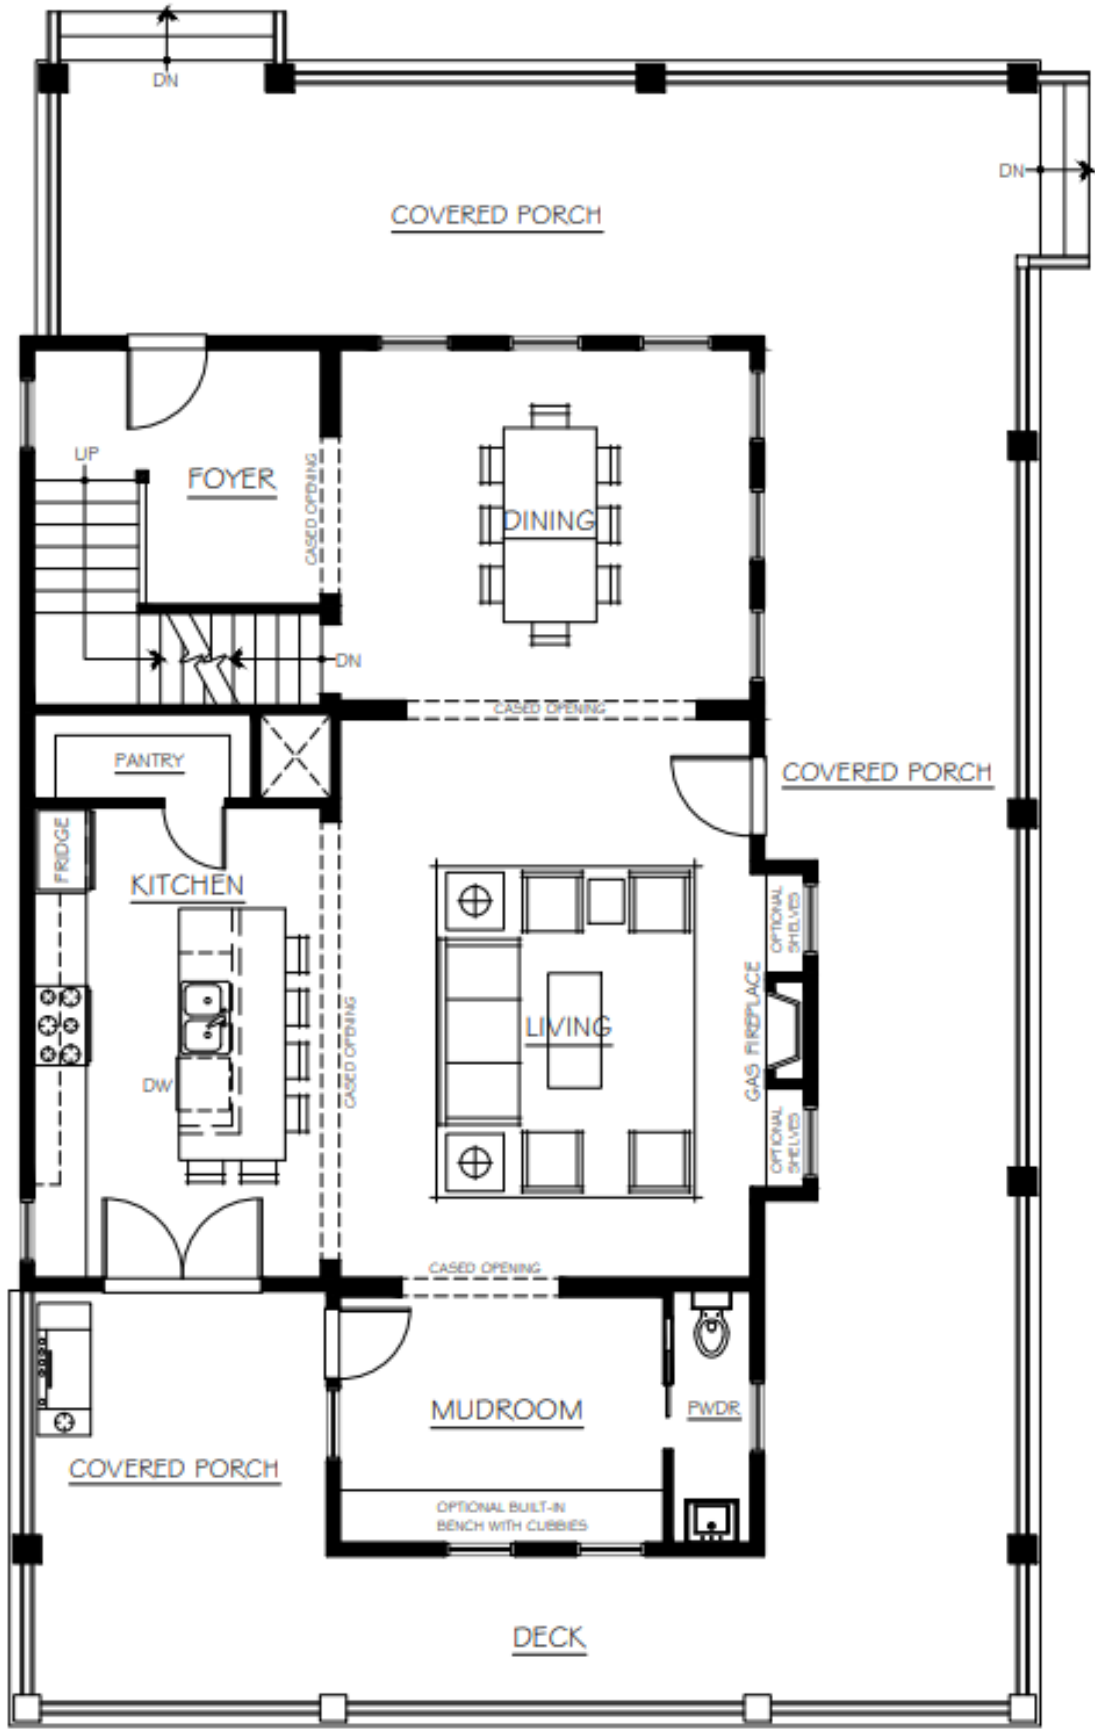 DN
DN
COVERED PORCH
UP
FOYER
CASED OPENING
DINING
DN
CASED OPENING
PANTRY
COVERED PORCH
FRIDGE
KITCHEN
OPTIONAL
SHELVES
GAS FIREPLACE
LIVING
CASED OPENING
DW
OPTIONAL
SHELVES
CASED OPENING
MUDROOM
PWDR
COVERED PORCH
OPTIONAL BUILT-IN
BENCH WITH CUBBIES
DECK